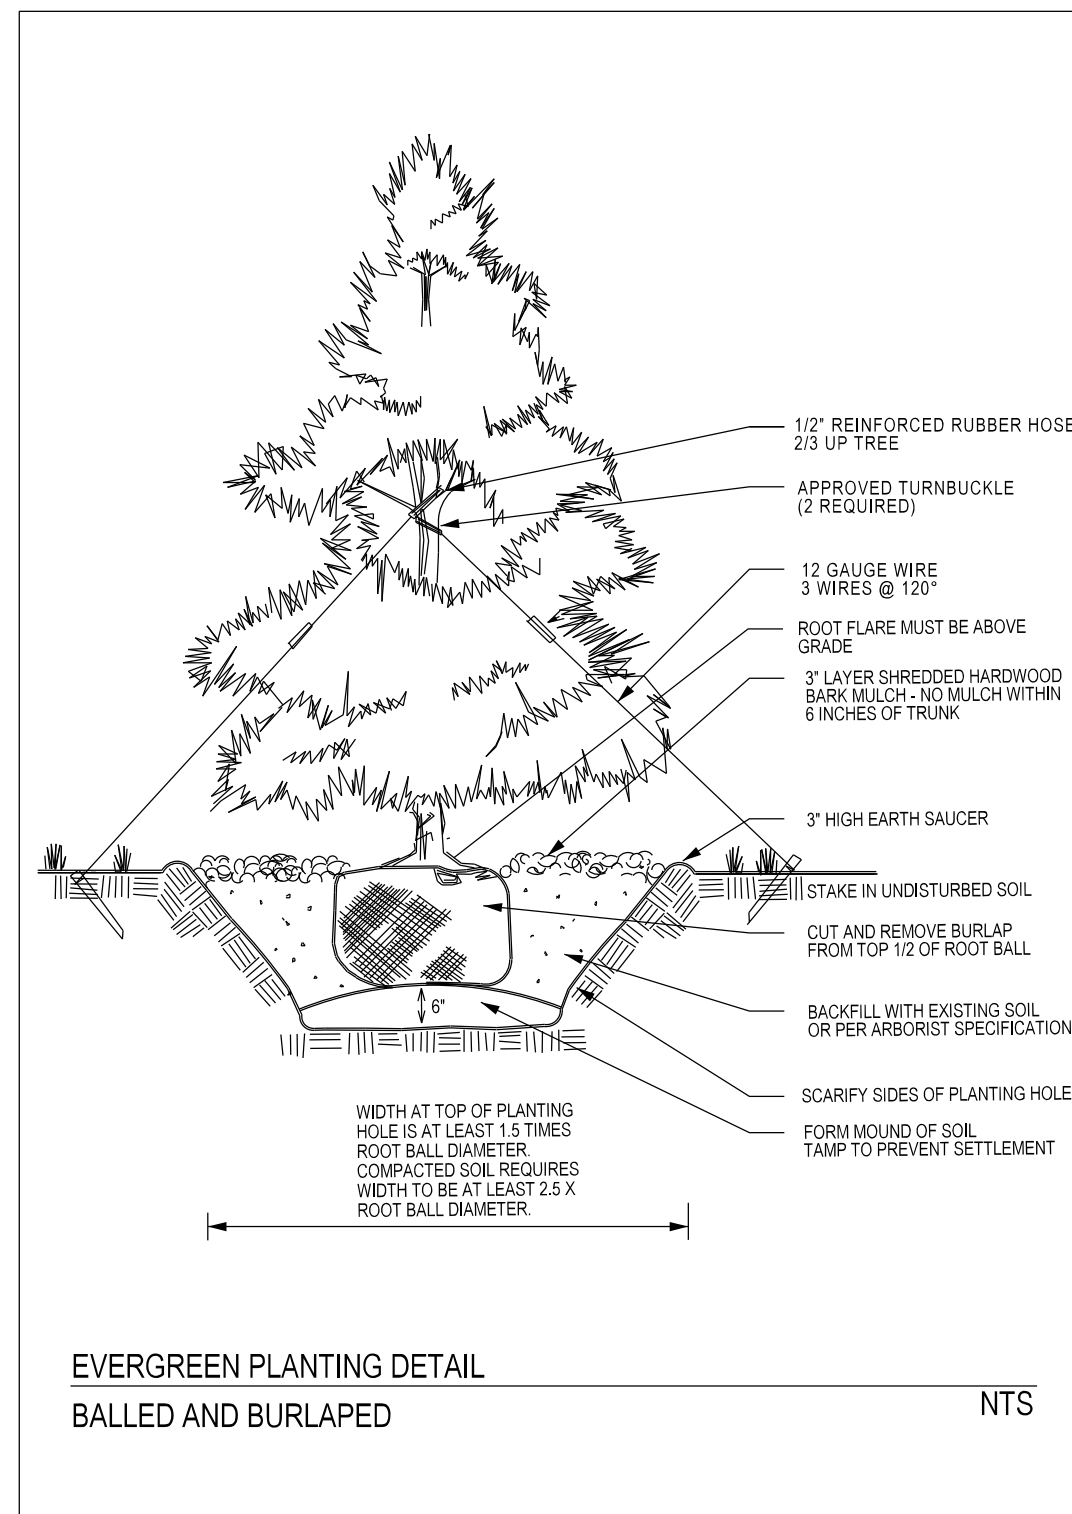 1/2" REINFORCED RUBBER HOSE
2/3 UP TREE
APPROVED TURNBUCKLE
(2 REQUIRED)
12 GAUGE WIRE
3 WIRES @ 120°
ROOT FLARE MUST BE ABOVE
GRADE
3" LAYER SHREDDED HARDWOOD
BARK MULCH - NO MULCH WITHIN
6 INCHES OF TRUNK
3" HIGH EARTH SAUCER
STAKE IN UNDISTURBED SOIL
CUT AND REMOVE BURLAP
FROM TOP 1/2 OF ROOT BALL
6"
BACKFILL WITH EXISTING SOIL
OR PER ARBORIST SPECIFICATION
SCARIFY SIDES OF PLANTING HOLE
FORM MOUND OF SOIL
TAMP TO PREVENT SETTLEMENT
WIDTH AT TOP OF PLANTING
HOLE IS AT LEAST 1.5 TIMES
ROOT BALL DIAMETER.
COMPACTED SOIL REQUIRES
WIDTH TO BE AT LEAST 2.5 X
ROOT BALL DIAMETER.
EVERGREEN PLANTING DETAIL
BALLED AND BURLAPED
NTS